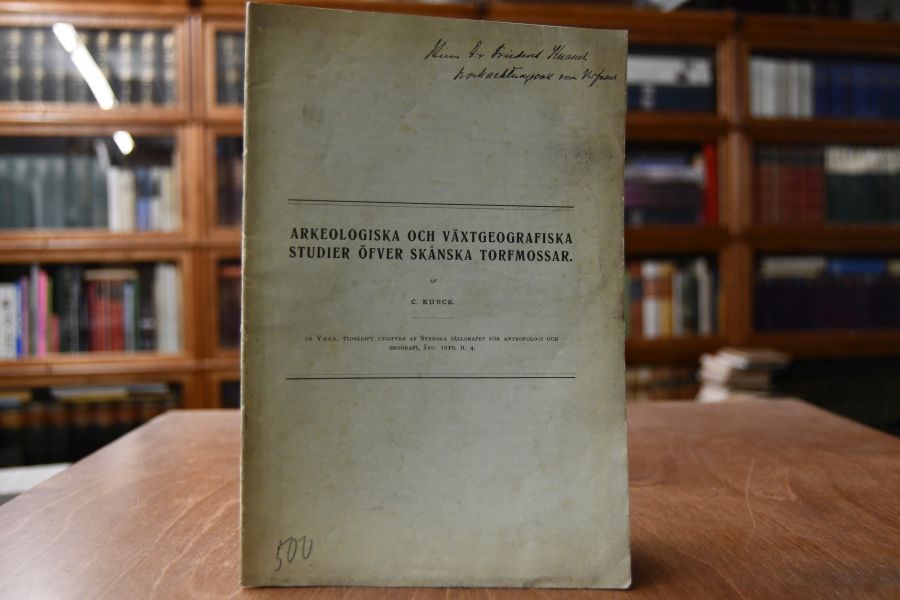 Herrn Dr Friedrich
hochachtungsvoll vom Verfasser
ARKEOLOGISKA OCH VÄXTGEOGRAFISKA
STUDIER ÖFVER SKÅNSKA TORFMOSSAR.
AF
C. KURCK
UR YMER, TIDSKRIFT UTGIFVEN AF SVENSKA SÄLLSKAPET FÖR ANTROPOLOGI OCH
GEOGRAFI, ÅRG. 1910, H. 4.
500